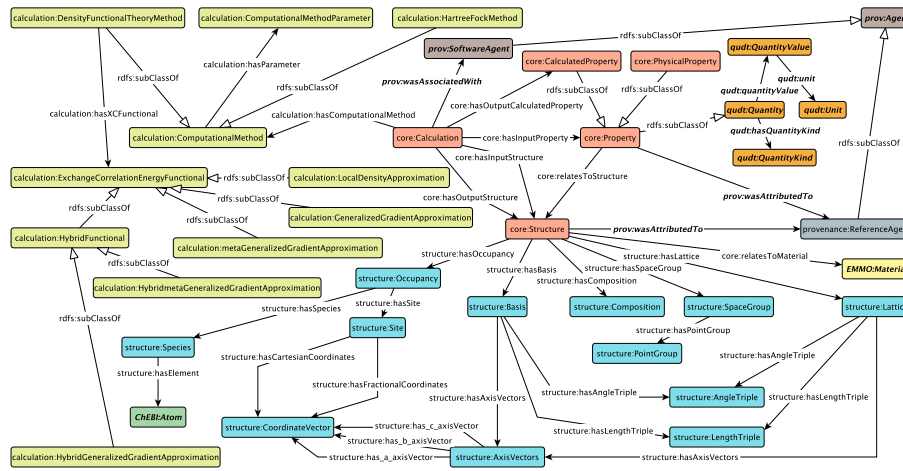 calculation:DensityFunctionalTheoryMethod
calculation:ComputationalMethodParameter
calculation:HartreeFockMethod
prov:Agen
prov:SoftwareAgent
rdfs:subClassOf
qudt:QuantityValue
core:CalculatedProperty
core:PhysicalProperty
rdfs:subClassOf
calculation:hasParameter
rdfs:subClassOf
prov:wasAssociatedWith
rdfs:subClassOf
rdfs:subClassOf
qudt:unit
qudt:quantityValue
core:hasOutputCalculatedProperty
calculation:hasXCFunctional
calculation:hasComputationalMethod
qudt:Quantity
qudt:Unit
calculation:ComputationalMethod
core:Calculation
core:hasInputProperty
core:Property
rdfs:subClassOf
qudt:hasQuantityKind
core:hasInputStructure
qudt:QuantityKind
rdfs:subClassOf
calculation:ExchangeCorrelationEnergyFunctional
rdfs:subClassOf
calculation:LocalDensityApproximation
core:relatesToStructure
core:hasOutputStructure
prov:wasAttributedTo
rdfs:subClassOf
rdfs:subClassOf
calculation:GeneralizedGradientApproximation
core:Structure
prov:wasAttributedTo
provenance:ReferenceAge
calculation:HybridFunctional
rdfs:subClassOf
calculation:metaGeneralizedGradientApproximation
structure:hasOccupancy
structure:hasLattice
core:relatesToMaterial
rdfs:subClassOf
structure:hasBasis
structure:hasSpaceGroup
EMMO:Materia
structure:Occupancy
structure:hasComposition
calculation:HybridmetaGeneralizedGradientApproximation
structure:hasSpecies
structure:hasSite
structure:Basis
structure:Composition
structure:SpaceGroup
structure:Lattic
rdfs:subClassOf
structure:Site
structure:hasPointGroup
structure:Species
structure:hasCartesianCoordinates
structure:PointGroup
structure:hasElement
structure:hasAngleTriple
structure:hasFractionalCoordinates
structure:hasAngleTriple
structure:hasAxisVectors
structure:AngleTriple
structure:hasLengthTriple
ChEBI:Atom
structure:CoordinateVector
structure:has_c_axisVector
structure:hasLengthTriple
structure:LengthTriple
structure:has_b_axisVector
calculation:HybridGeneralizedGradientApproximation
structure:has_a_axisVector
structure:AxisVectors
structure:hasAxisVectors